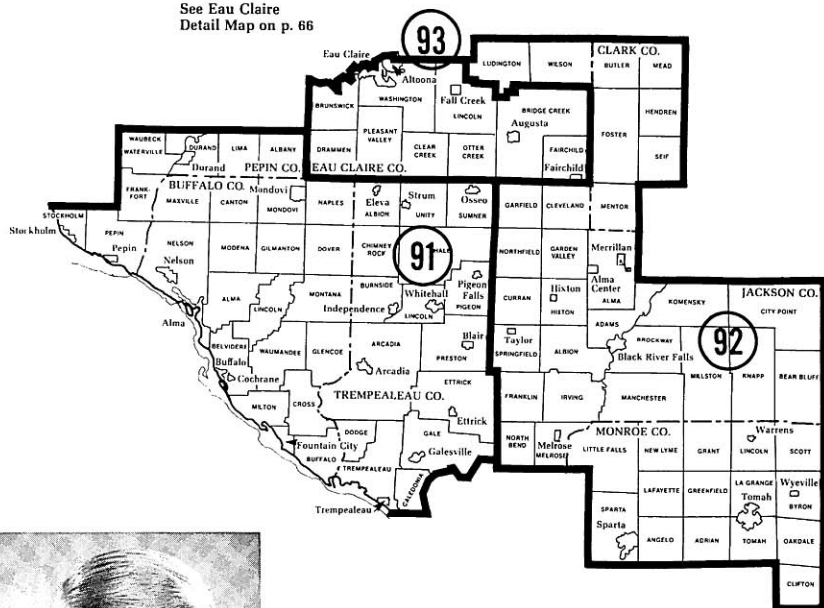 See Eau Claire
Detail Map on p. 66
93
CLARK CO.
Eau Claire
LUDINGTON
WILSON
BUTLER
MEAD
Altoona
WASHINGTON
Fall Creek
LINCOLN
BRUNSWICK
BRIDGE CREEK
HENDREN
Augusta
FOSTER
PLEASANT
VALLEY
WAUBECK
WATERVILLE
DURAND
LIMA
ALBANY
DRAMMEN
CLEAR
CREEK
OTTER
CREEK
FAIRCHILD
SEIF
Durand
PEPIN CO.
EAU CLAIRE CO.
Fairchild
BUFFALO CO.
Mondovi
FRANK-
FORT
MAXVILLE
CANTON
MONDOVI
NAPLES
Eleva
ALBION
Strum
UNITY
Osseo
SUMNER
GARFIELD
CLEVELAND
MENTOR
STOCKHOLM
Stockholm
PEPIN
Pepin
NELSON
Nelson
MODENA
GILMANTON
DOVER
CHIMNEY
ROCK
91
HALE
NORTHFIELD
GARDEN
VALLEY
Merrillan
BURNSIDE
Pigeon
Falls
PIGEON
Hixton
HIXTON
Alma
Center
ALMA
JACKSON CO.
ALMA
Alma
LINCOLN
MONTANA
Independence
Whitehall
LINCOLN
CURRAN
KOMENSKY
CITY POINT
ADAMS
92
BELVIDERE
Buffalo
WAUMANDEE
GLENCOE
ARCADIA
Arcadia
Blair
PRESTON
Taylor
SPRINGFIELD
ALBION
BROCKWAY
Black River Falls
Cochrane
MILLSTON
KNAPP
BEAR BLUFF
MILTON
CROSS
TREMPEALEAU CO.
ETTRICK
Ettrick
FRANKLIN
IRVING
MANCHESTER
DODGE
MONROE CO.
Warrens
Fountain City
BUFFALO
TREMPEALEAU
GALE
Galesville
NORTH
BEND
Melrose
MELROSE
LITTLE FALLS
NEW LYME
GRANT
LINCOLN
SCOTT
CALEDONIA
Trempealeau
LAFAYETTE
GREENFIELD
LA GRANGE
Tomah
Wyeville
BYRON
SPARTA
Sparta
ANGELO
ADRIAN
TOMAH
OAKDALE
CLIFTON